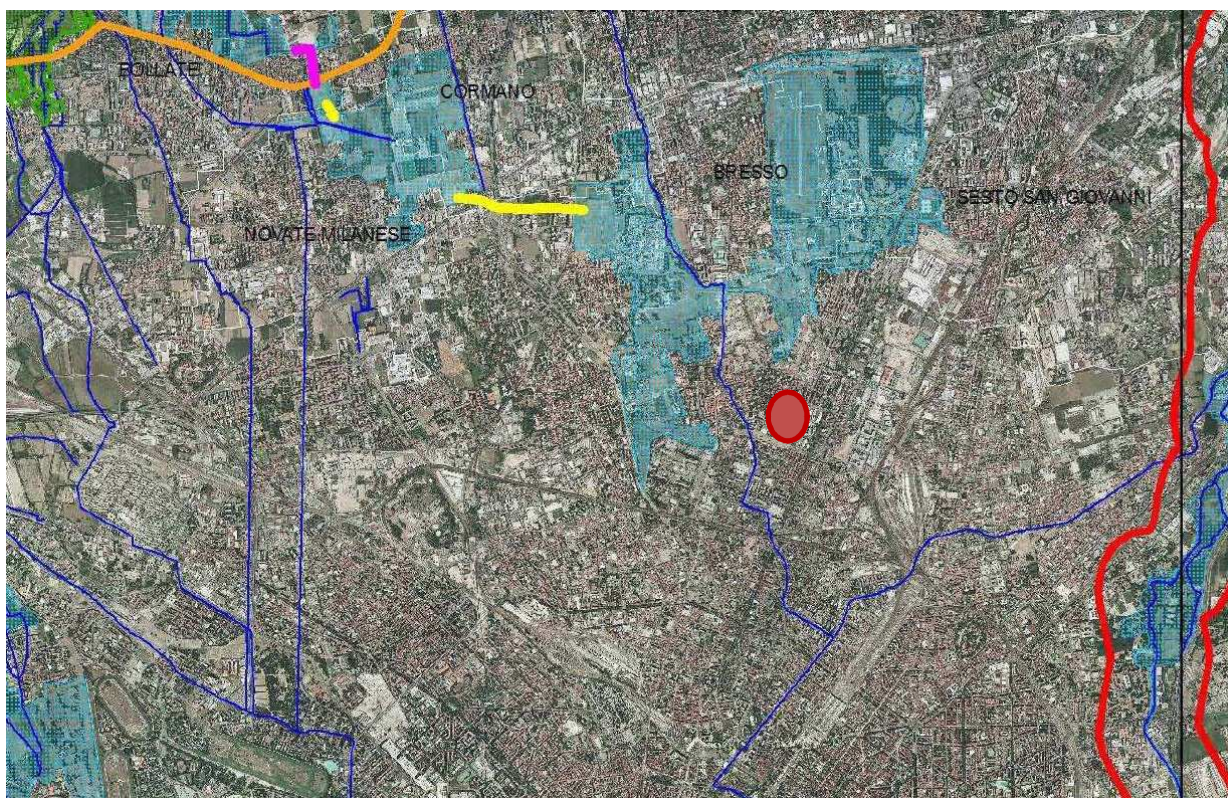 BOLLATE
CORMANO
BRESSO
SESTO SAN GIOVANNI
NOVATE MILANESE